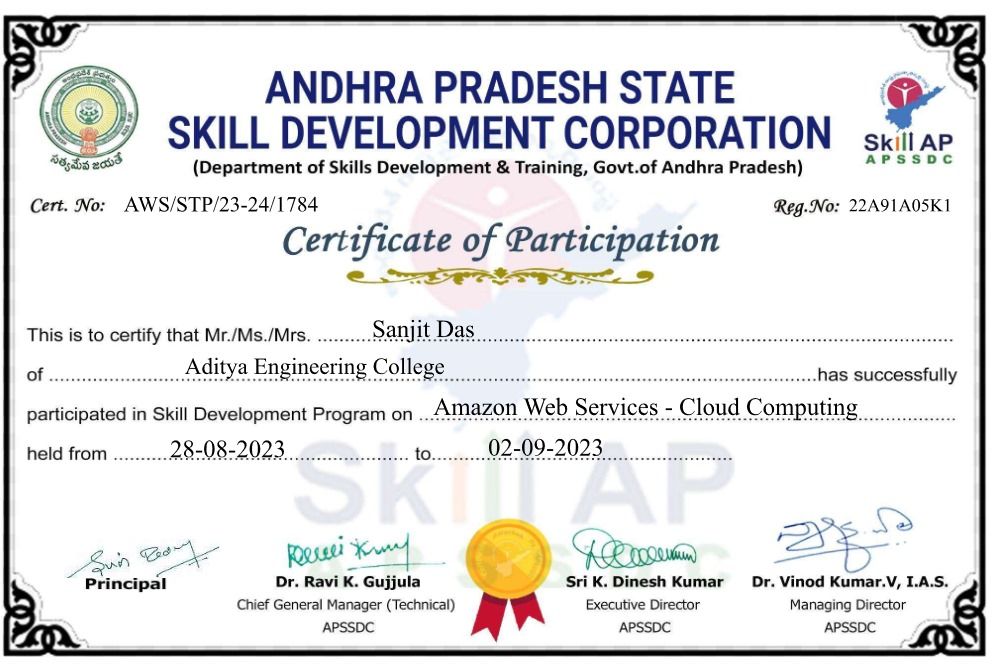 ANDHRA PRADESH STATE
SKILL DEVELOPMENT CORPORATION
(Department of Skills Development & Training, Govt.of Andhra Pradesh)
సత్యమేవ జయతే
Skill AP
APSSDC
Cert. No: AWS/STP/23-24/1784
Reg.No: 22A91A05K1
Certificate of Participation
This is to certify that Mr./Ms./Mrs. Sanjit Das
of Aditya Engineering College has successfully
participated in Skill Development Program on Amazon Web Services - Cloud Computing
held from 28-08-2023 to 02-09-2023
Skill AP
APSSDC
Principal
Dr. Ravi K. Gujjula
Chief General Manager (Technical)
APSSDC
Sri K. Dinesh Kumar
Executive Director
APSSDC
Dr. Vinod Kumar.V, I.A.S.
Managing Director
APSSDC